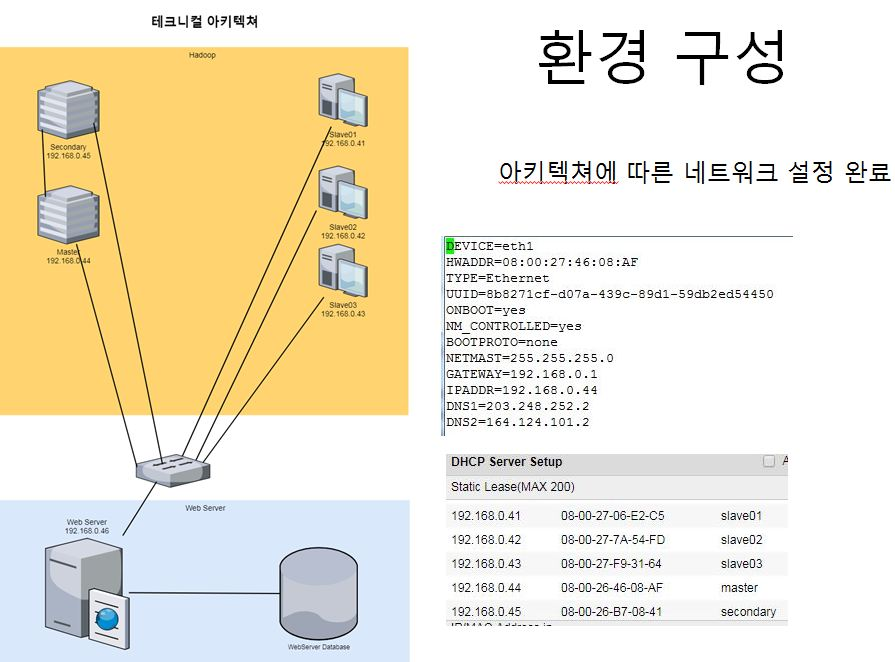 테크니컬 아키텍쳐
Hadoop
Secondary
192.168.0.45
Master
192.168.0.44
Slave01
192.168.0.41
Slave02
192.168.0.42
Slave03
192.168.0.43
Web Server
Web Server
192.168.0.46
WebServer Database
환경 구성
아키텍쳐에 따른 네트워크 설정 완료
DEVICE=eth1
HWADDR=08:00:27:46:08:AF
TYPE=Ethernet
UUID=8b8271cf-d07a-439c-89d1-59db2ed54450
ONBOOT=yes
NM_CONTROLLED=yes
BOOTPROTO=none
NETMAST=255.255.255.0
GATEWAY=192.168.0.1
IPADDR=192.168.0.44
DNS1=203.248.252.2
DNS2=164.124.101.2
DHCP Server Setup
Static Lease(MAX 200)
192.168.0.41 08-00-27-06-E2-C5 slave01
192.168.0.42 08-00-27-7A-54-FD slave02
192.168.0.43 08-00-27-F9-31-64 slave03
192.168.0.44 08-00-26-46-08-AF master
192.168.0.45 08-00-26-B7-08-41 secondary